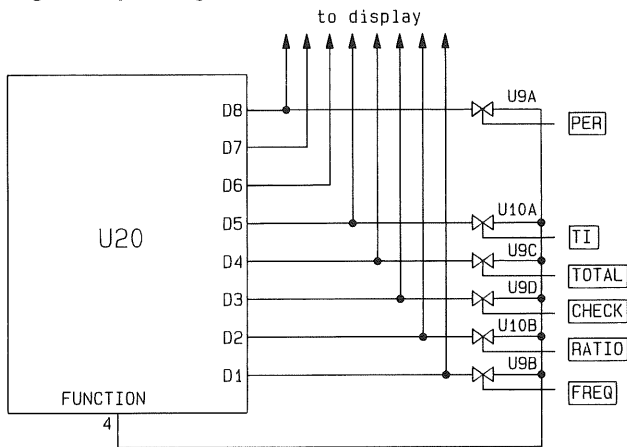 to display
U9A
D8
PER
D7
D6
U10A
D5
TI
U20
U9C
D4
TOTAL
U9D
D3
CHECK
U10B
D2
RATIO
U9B
D1
FREQ
FUNCTION
4